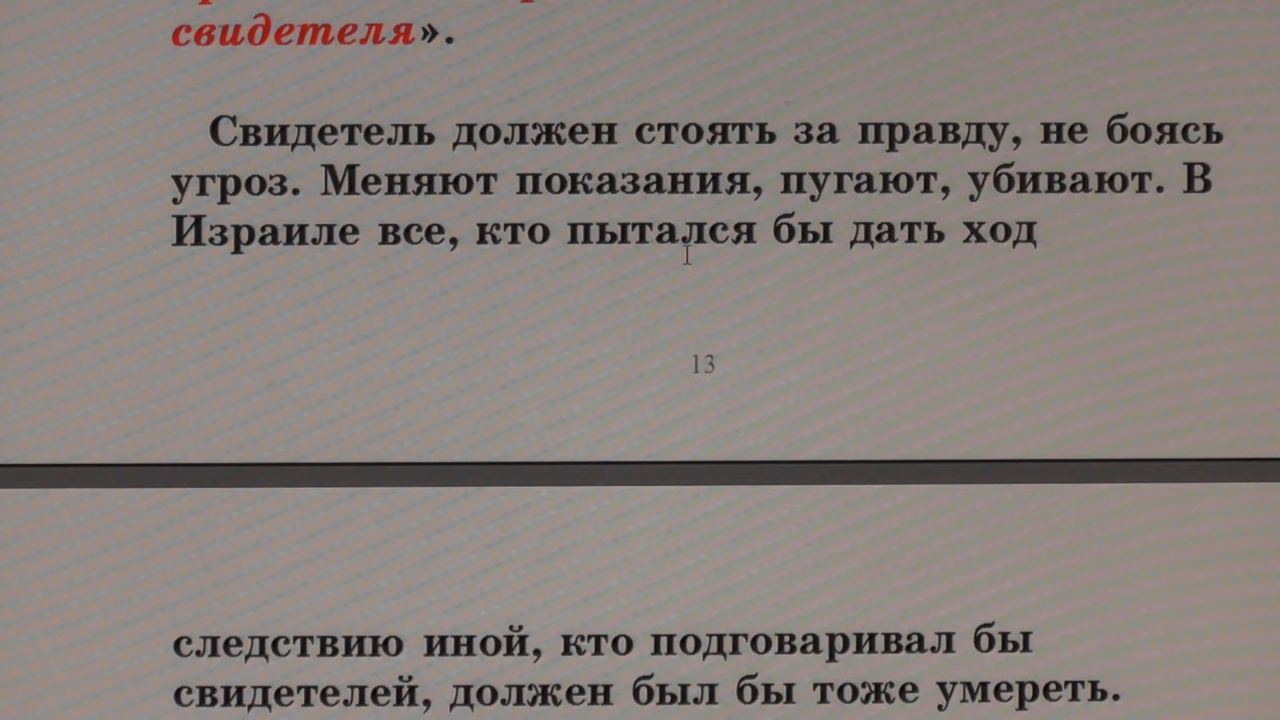 свидетеля».
Свидетель должен стоять за правду, не боясь
угроз. Меняют показания, пугают, убивают. В
Израиле все, кто пытался бы дать ход
13
следствию иной, кто подговаривал бы
свидетелей, должен был бы тоже умереть.